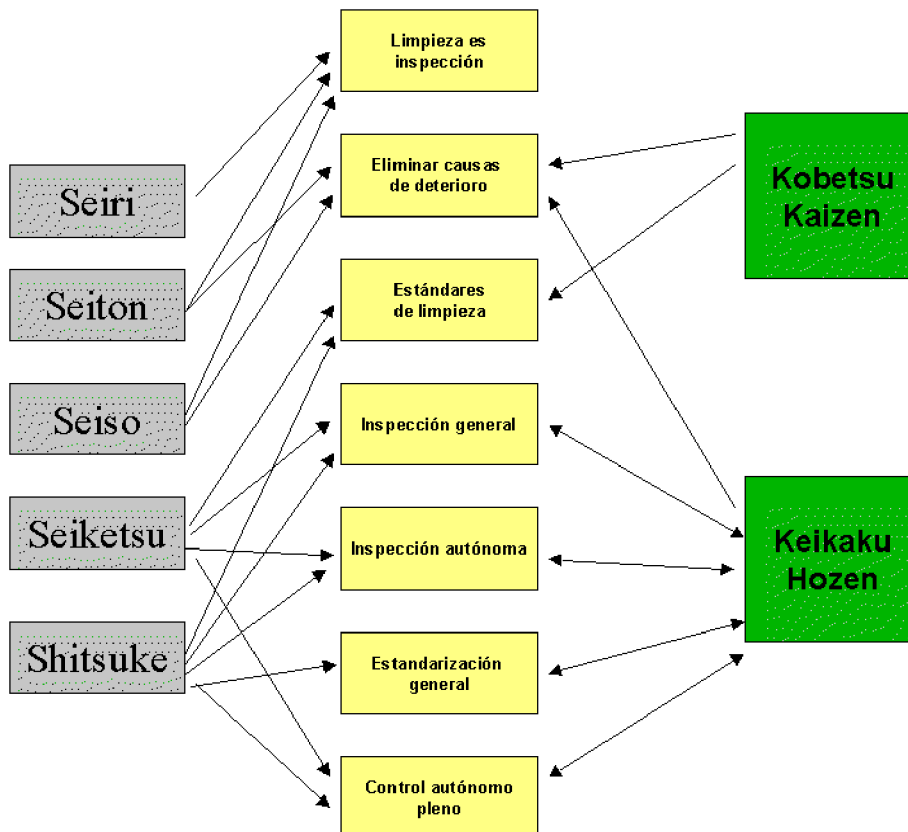 Limpieza es
inspección
Eliminar causas
de deterioro
Estándares
de limpieza
Inspección general
Inspección autónoma
Estandarización
general
Control autónomo
pleno
Seiri
Seiton
Seiso
Seiketsu
Shitsuke
Kobetsu
Kaizen
Keikaku
Hozen